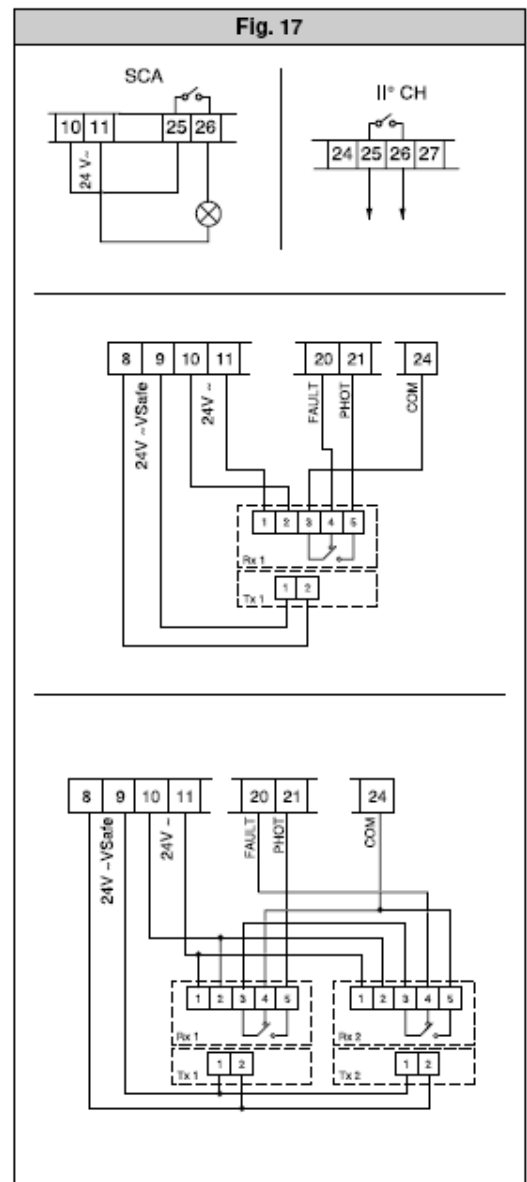 Fig. 17
SCA
10 11 25 26
24 V~
II° CH
24 25 26 27
8 9 10 11 20 21 24
24V ~VSafe
24V ~
FAULT
PHOT
COM
1 2 3 4 5
Rx 1
1 2
Tx 1
8 9 10 11 20 21 24
24V ~VSafe
24V ~
FAULT
PHOT
COM
1 2 3 4 5 1 2 3 4 5
Rx 1 Rx 2
1 2 1 2
Tx 1 Tx 2